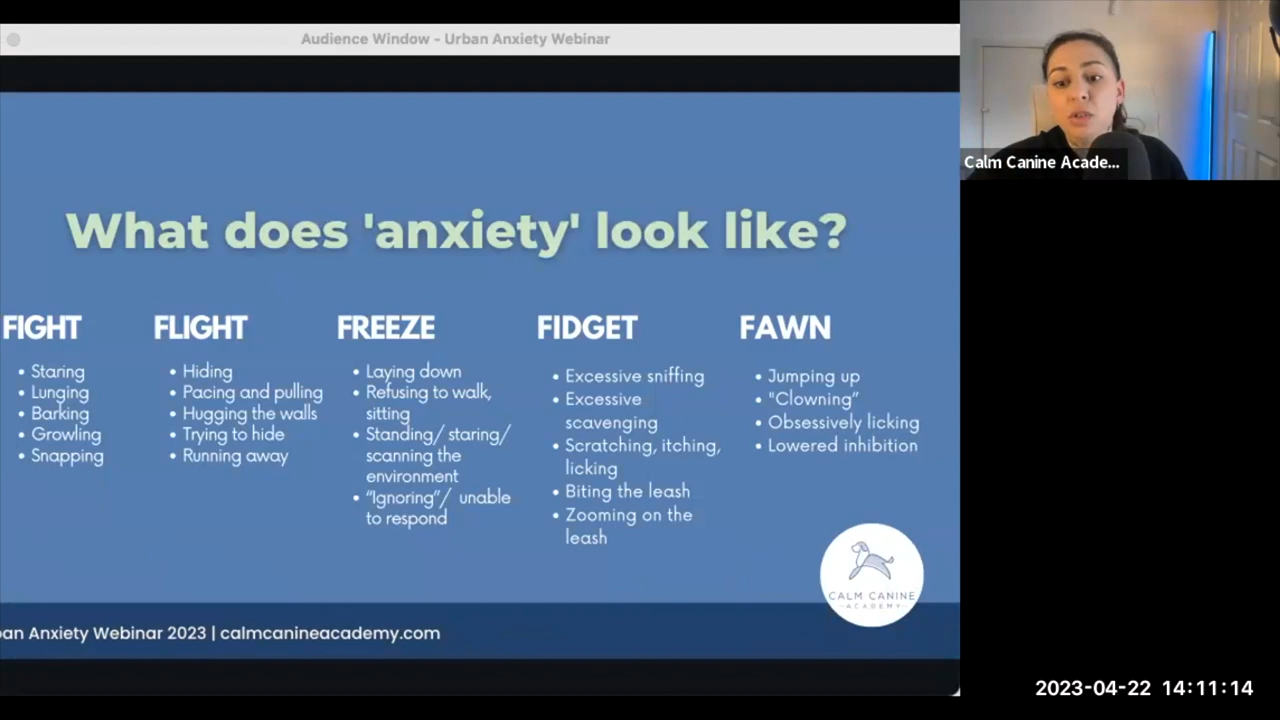 Audience Window - Urban Anxiety Webinar
Calm Canine Acade...
What does 'anxiety' look like?
FIGHT
• Staring
• Lunging
• Barking
• Growling
• Snapping
FLIGHT
• Hiding
• Pacing and pulling
• Hugging the walls
• Trying to hide
• Running away
FREEZE
• Laying down
• Refusing to walk,
sitting
• Standing/ staring/
scanning the
environment
• “Ignoring”/ unable
to respond
FIDGET
• Excessive sniffing
• Excessive
scavenging
• Scratching, itching,
licking
• Biting the leash
• Zooming on the
leash
FAWN
• Jumping up
• "Clowning”
• Obsessively licking
• Lowered inhibition
CALM CANINE
ACADEMY
an Anxiety Webinar 2023 | calmcanineacademy.com
2023-04-22 14:11:14